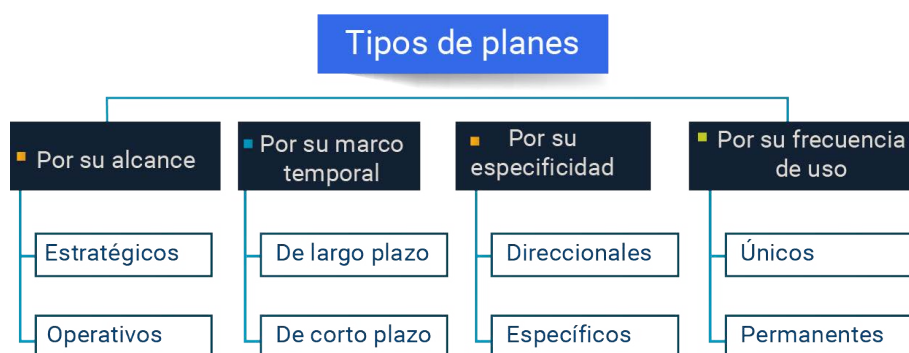 Tipos de planes
Por su alcance
Por su marco
temporal
Por su
especificidad
Por su frecuencia
de uso
Estratégicos
De largo plazo
Direccionales
Únicos
Operativos
De corto plazo
Específicos
Permanentes